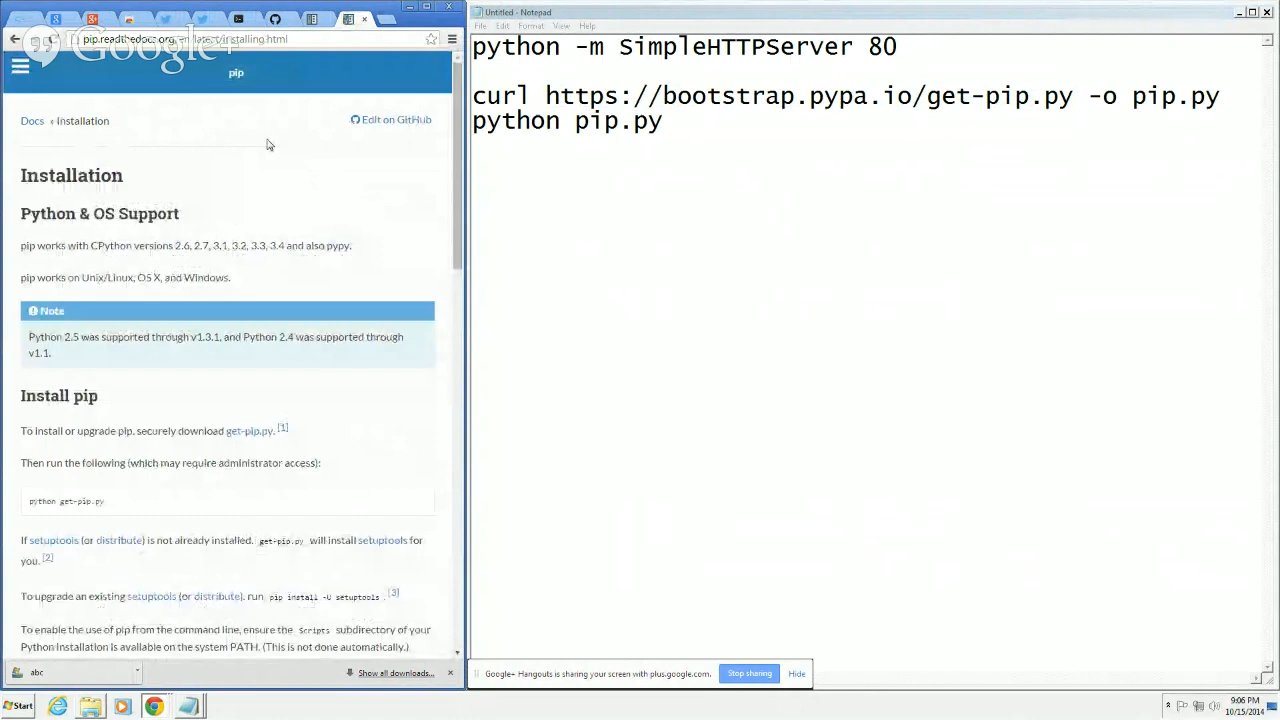 Google+
pip.readthedocs.org/en/latest/installing.html
pip
Docs » Installation
Edit on GitHub
Installation
Python & OS Support
pip works with CPython versions 2.6, 2.7, 3.1, 3.2, 3.3, 3.4 and also pypy.
pip works on Unix/Linux, OS X, and Windows.
Note
Python 2.5 was supported through v1.3.1, and Python 2.4 was supported through
v1.1.
Install pip
To install or upgrade pip, securely download get-pip.py. [1]
Then run the following (which may require administrator access):
python get-pip.py
If setuptools (or distribute) is not already installed, get-pip.py will install setuptools for
you. [2]
To upgrade an existing setuptools (or distribute), run pip install -U setuptools . [3]
To enable the use of pip from the command line, ensure the Scripts subdirectory of your
Python Installation is available on the system PATH. (This is not done automatically.)
abc
Show all downloads...
Untitled - Notepad
File Edit Format View Help
python -m SimpleHTTPServer 80
curl https://bootstrap.pypa.io/get-pip.py -o pip.py
python pip.py
Google+ Hangouts is sharing your screen with plus.google.com.
Stop sharing
Hide
Start
9:06 PM
10/15/2014